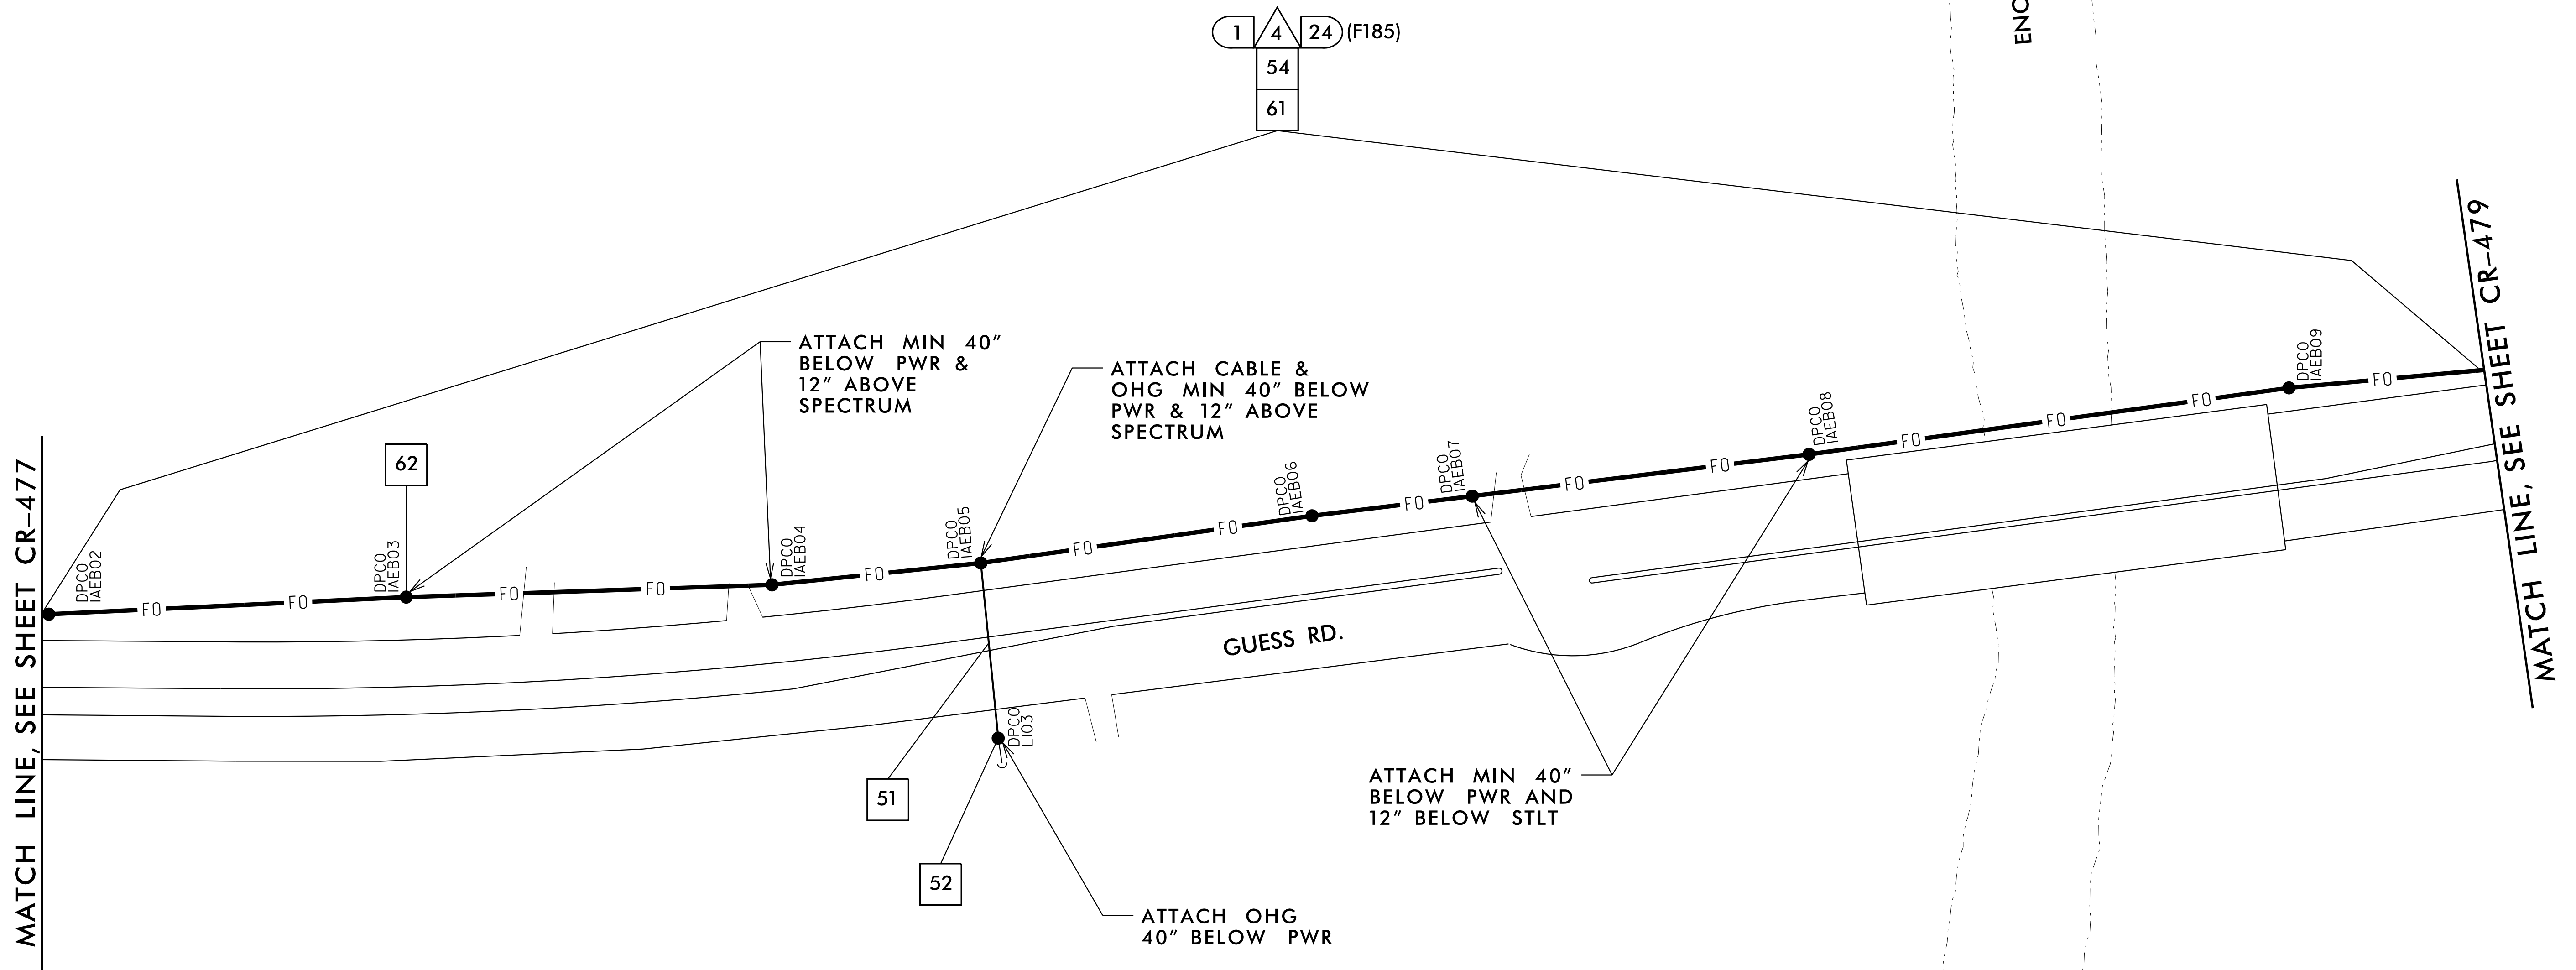 1 4 24 (F185)
54
61
ENC
ATTACH MIN 40"
BELOW PWR &
12" ABOVE
SPECTRUM
ATTACH CABLE &
OHG MIN 40" BELOW
PWR & 12" ABOVE
SPECTRUM
62
DPCO
IAEB02
DPCO
IAEB03
DPCO
IAEB04
DPCO
IAEB05
DPCO
IAEB06
DPCO
IAEB07
DPCO
IAEB08
DPCO
IAEB09
FO
FO
FO
FO
FO
FO
FO
FO
FO
FO
FO
FO
FO
FO
GUESS RD.
DPCO
LI03
51
52
ATTACH MIN 40"
BELOW PWR AND
12" BELOW STLT
ATTACH OHG
40" BELOW PWR
MATCH LINE, SEE SHEET CR-477
MATCH LINE, SEE SHEET CR-479